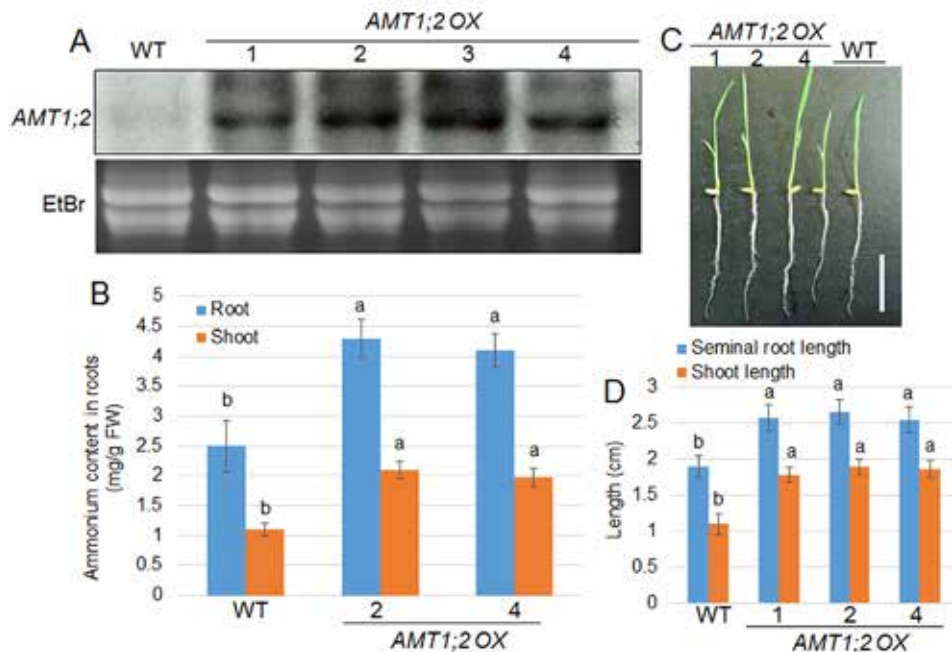 A
AMT1;2 OX
WT 1 2 3 4
AMT1;2
EtBr
B
Root
Shoot
Ammonium content in roots
(mg/g FW)
5
4.5
4
3.5
3
2.5
2
1.5
1
0.5
0
b b a a a a
WT 2 4
AMT1;2 OX
C
AMT1;2 OX WT
1 2 4
Seminal root length
Shoot length
D
Length (cm)
3
2.5
2
1.5
1
0.5
0
b b a a a a a a
WT 1 2 4
AMT1;2 OX